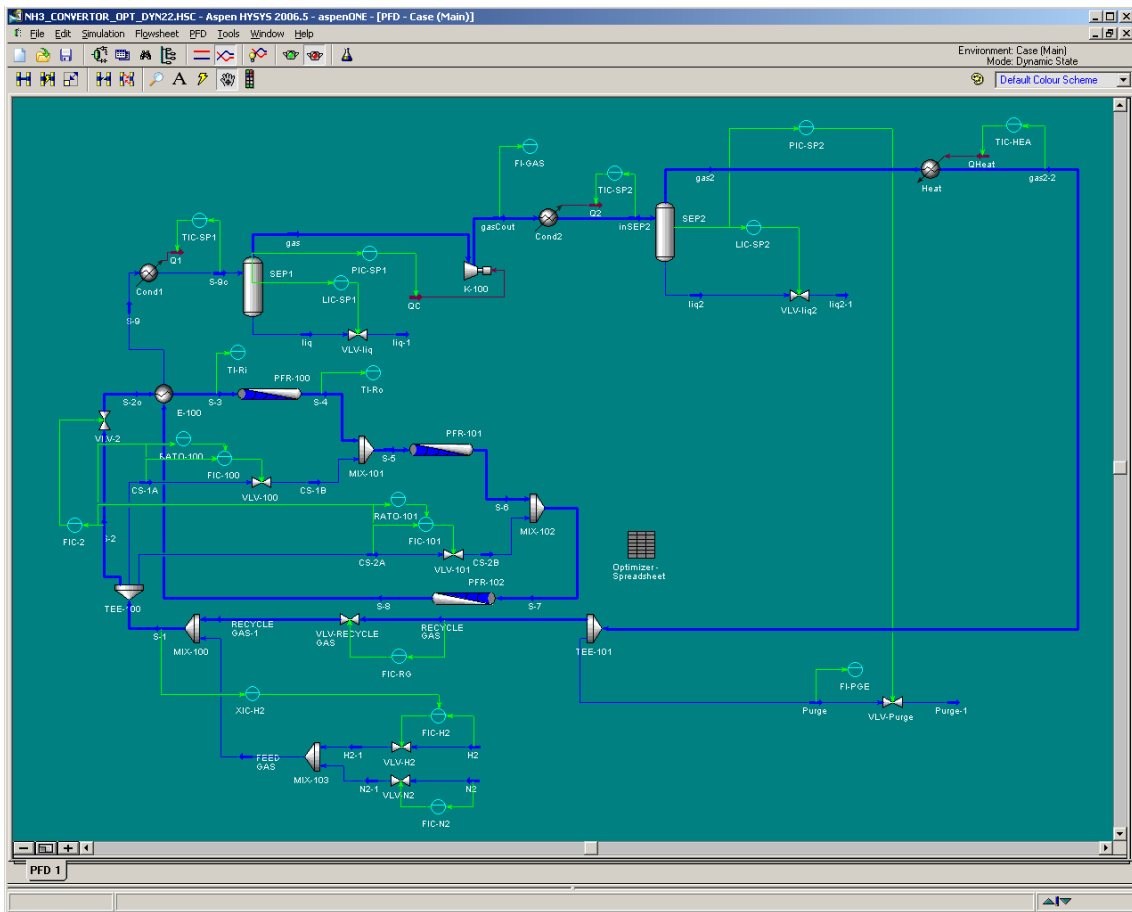 NH3_CONVERTOR_OPT_DYN22.HSC - Aspen HYSYS 2006.5 - aspenONE - [PFD - Case (Main)]
File Edit Simulation Flowsheet PFD Tools Window Help
Environment: Case (Main)
Mode: Dynamic State
A
Default Colour Scheme
FI-GAS
PIC-SP2
TIC-HEA
QHeat
gas2
Heat
gas2-2
TIC-SP2
Q2
gasCout
Cond2
inSEP2
SEP2
LIC-SP2
liq2
VLV-liq2
liq2-1
TIC-SP1
Q1
Cond1
S-9c
gas
SEP1
PIC-SP1
LIC-SP1
QC
K-100
liq
VLV-liq
liq-1
S-9
TI-Ri
PFR-100
TI-Ro
S-2o
E-100
S-3
S-4
VLV-2
RATO-100
FIC-100
MIX-101
S-5
PFR-101
CS-1A
VLV-100
CS-1B
S-6
RATO-101
MIX-102
FIC-2
S-2
FIC-101
CS-2A
VLV-101
CS-2B
Optimizer-
Spreadsheet
TEE-100
S-8
PFR-102
S-7
S-1
MIX-100
RECYCLE
GAS-1
VLV-RECYCLE
GAS
RECYCLE
GAS
TEE-101
FIC-RG
FI-PGE
XIC-H2
Purge
VLV-Purge
Purge-1
FIC-H2
FEED
GAS
MIX-103
H2-1
VLV-H2
H2
N2-1
VLV-N2
N2
FIC-N2
PFD 1